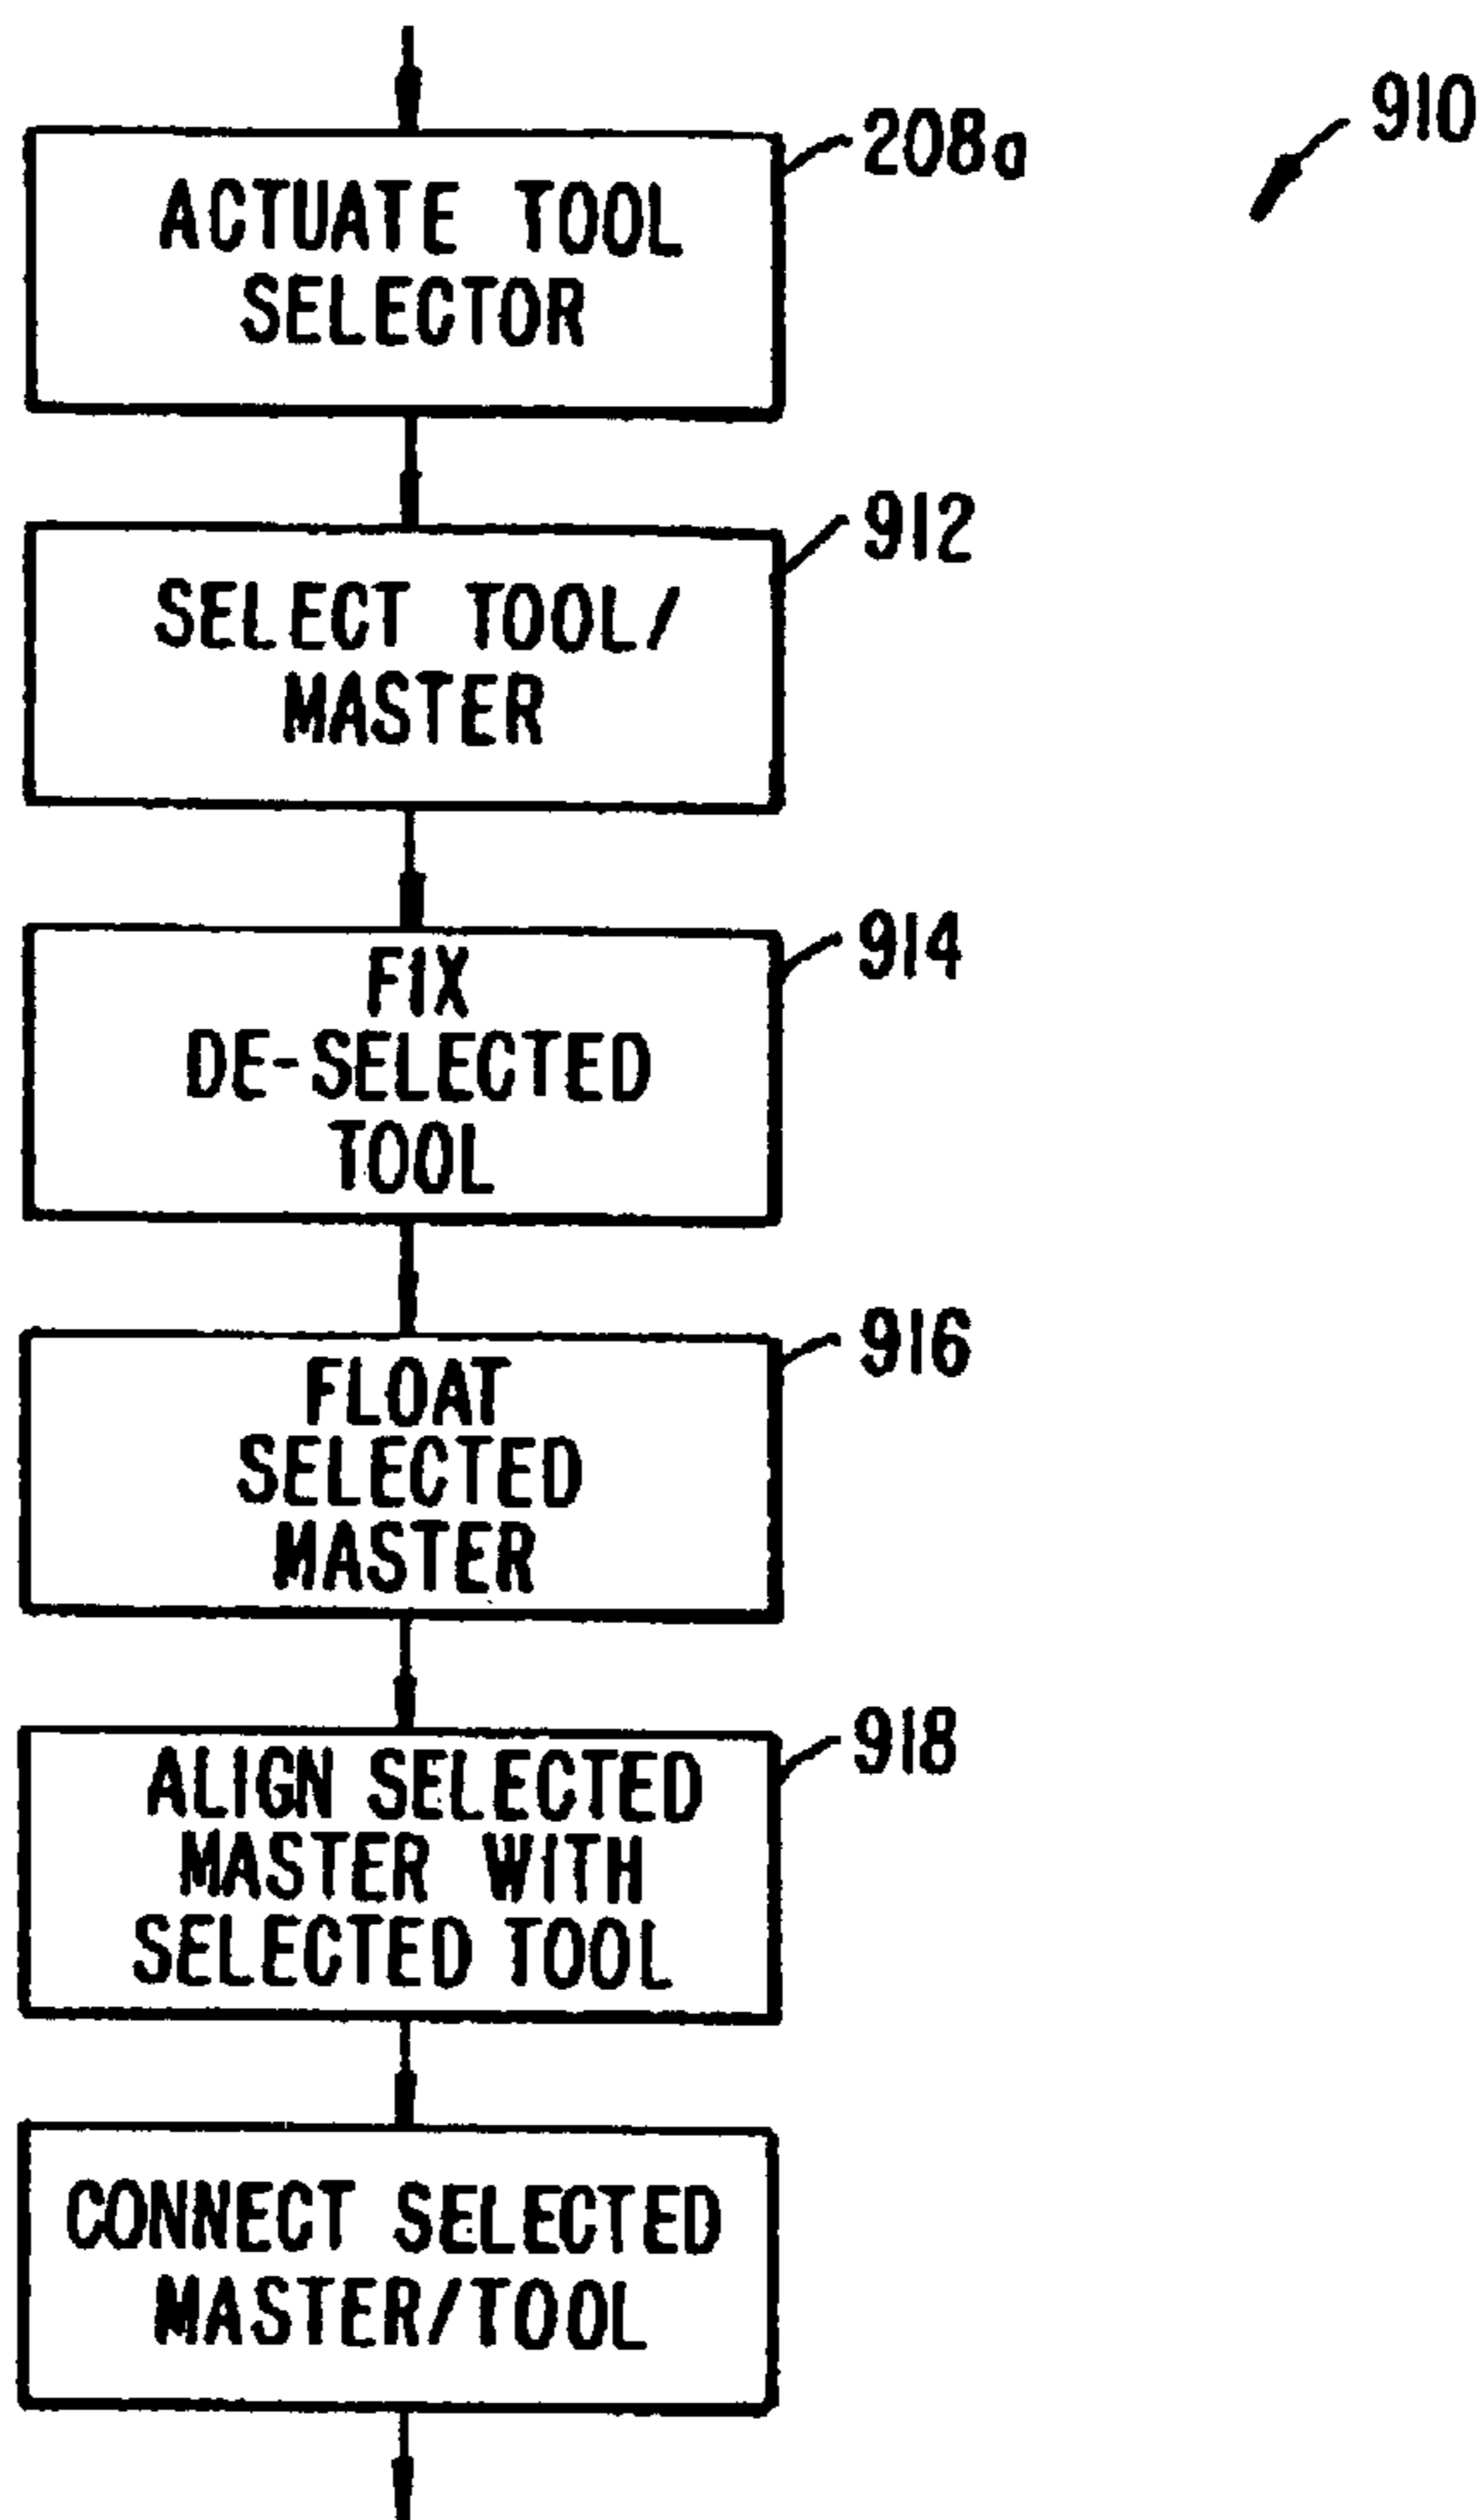 910
208a
ACTUATE TOOL
SELECTOR
912
SELECT TOOL/
MASTER
914
FIX
DE-SELECTED
TOOL
916
FLOAT
SELECTED
MASTER
918
ALIGN SELECTED
MASTER WITH
SELECTED TOOL
CONNECT SELECTED
MASTER/TOOL